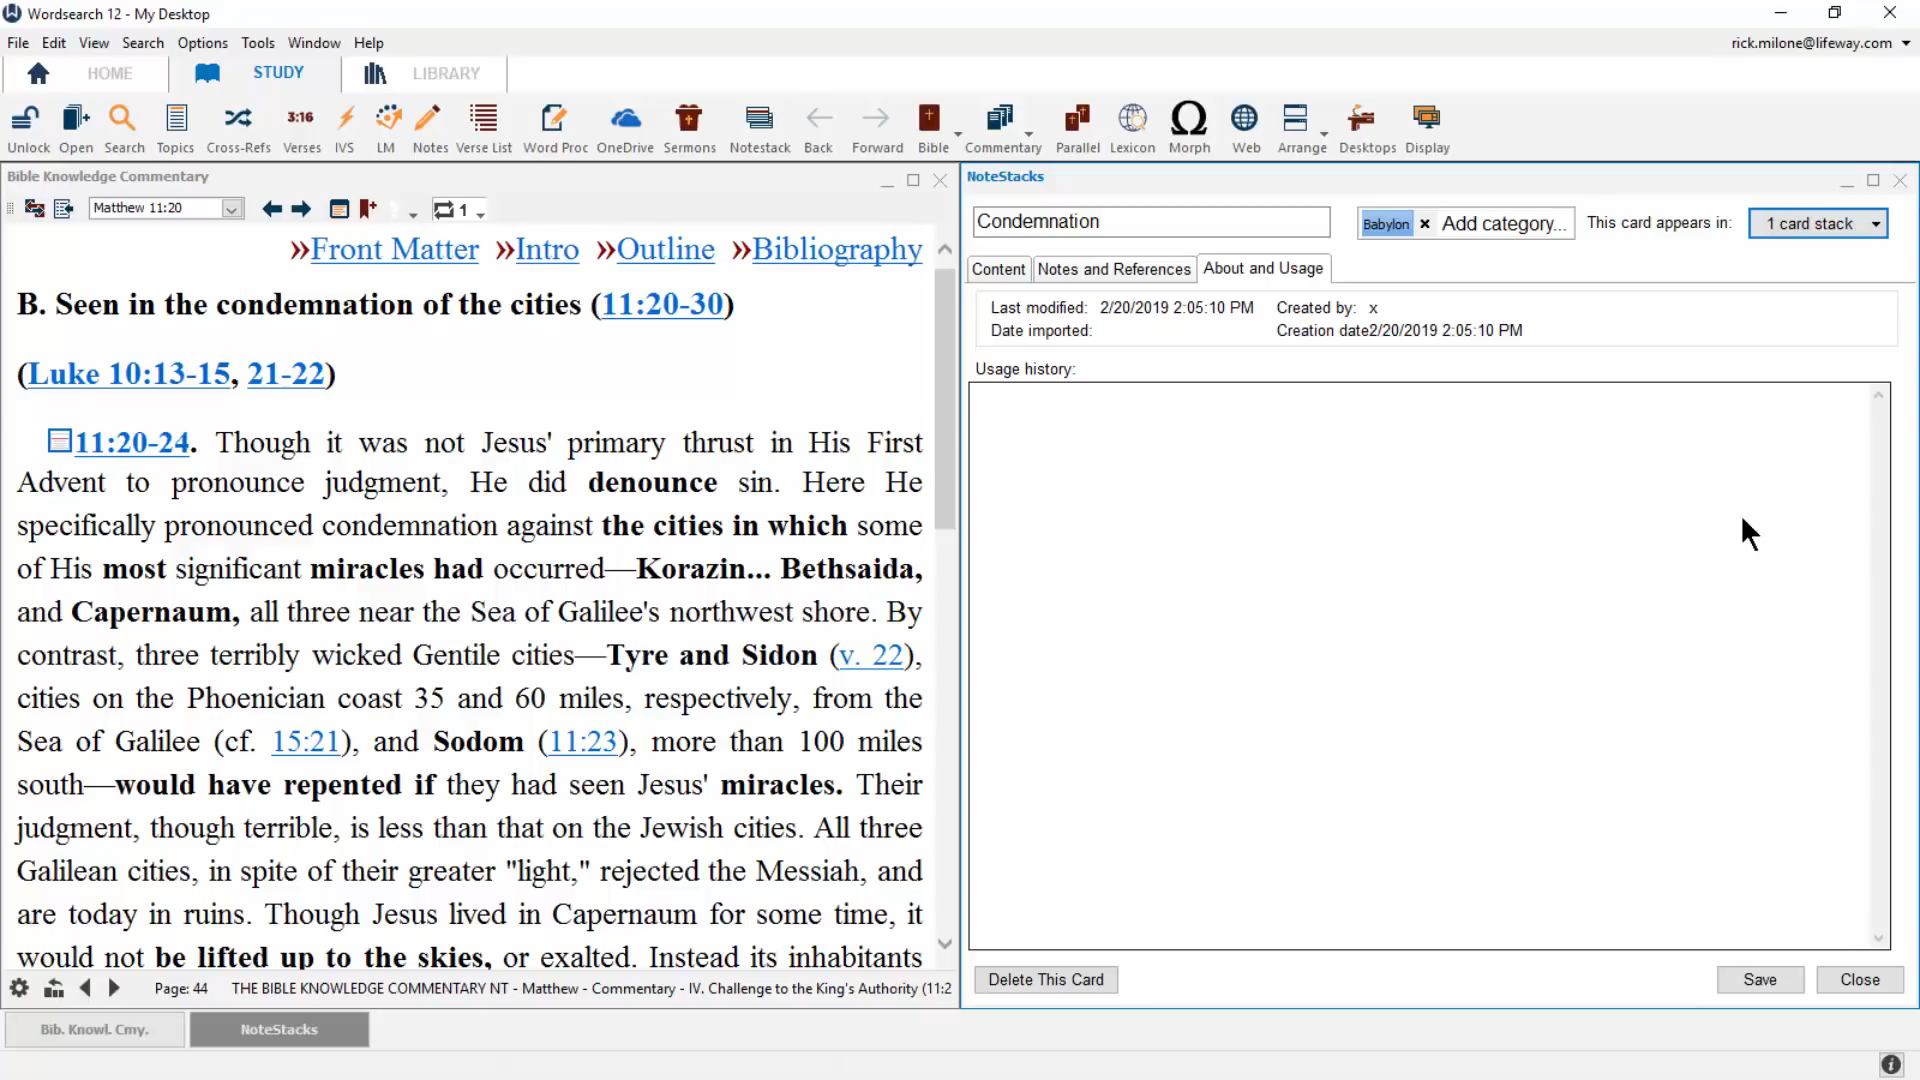 Wordsearch 12 - My Desktop
File Edit View Search Options Tools Window Help
rick.milone@lifeway.com
HOME STUDY LIBRARY
3:16
Unlock Open Search Topics Cross-Refs Verses IVS LM Notes Verse List Word Proc OneDrive Sermons Notestack Back Forward Bible Commentary Parallel Lexicon Morph Web Arrange Desktops Display
Bible Knowledge Commentary
Matthew 11:20
1
»Front Matter »Intro »Outline »Bibliography
B. Seen in the condemnation of the cities (11:20-30)
(Luke 10:13-15, 21-22)
11:20-24. Though it was not Jesus' primary thrust in His First
Advent to pronounce judgment, He did denounce sin. Here He
specifically pronounced condemnation against the cities in which some
of His most significant miracles had occurred—Korazin... Bethsaida,
and Capernaum, all three near the Sea of Galilee's northwest shore. By
contrast, three terribly wicked Gentile cities—Tyre and Sidon (v. 22),
cities on the Phoenician coast 35 and 60 miles, respectively, from the
Sea of Galilee (cf. 15:21), and Sodom (11:23), more than 100 miles
south—would have repented if they had seen Jesus' miracles. Their
judgment, though terrible, is less than that on the Jewish cities. All three
Galilean cities, in spite of their greater "light," rejected the Messiah, and
are today in ruins. Though Jesus lived in Capernaum for some time, it
would not be lifted up to the skies, or exalted. Instead its inhabitants
Page: 44 THE BIBLE KNOWLEDGE COMMENTARY NT - Matthew - Commentary - IV. Challenge to the King's Authority (11:2
NoteStacks
Condemnation
Babylon × Add category...
This card appears in: 1 card stack
Content Notes and References About and Usage
Last modified: 2/20/2019 2:05:10 PM Created by: x
Date imported: Creation date2/20/2019 2:05:10 PM
Usage history:
Delete This Card Save Close
Bib. Knowl. Cmy. NoteStacks